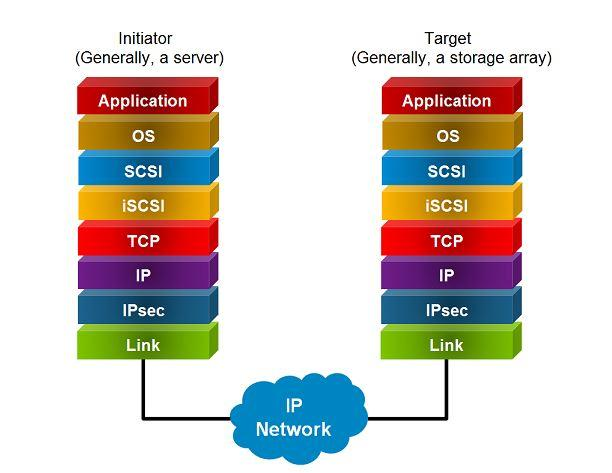 Initiator
(Generally, a server)
Target
(Generally, a storage array)
Application
OS
SCSI
iSCSI
TCP
IP
IPsec
Link
Application
OS
SCSI
iSCSI
TCP
IP
IPsec
Link
IP
Network